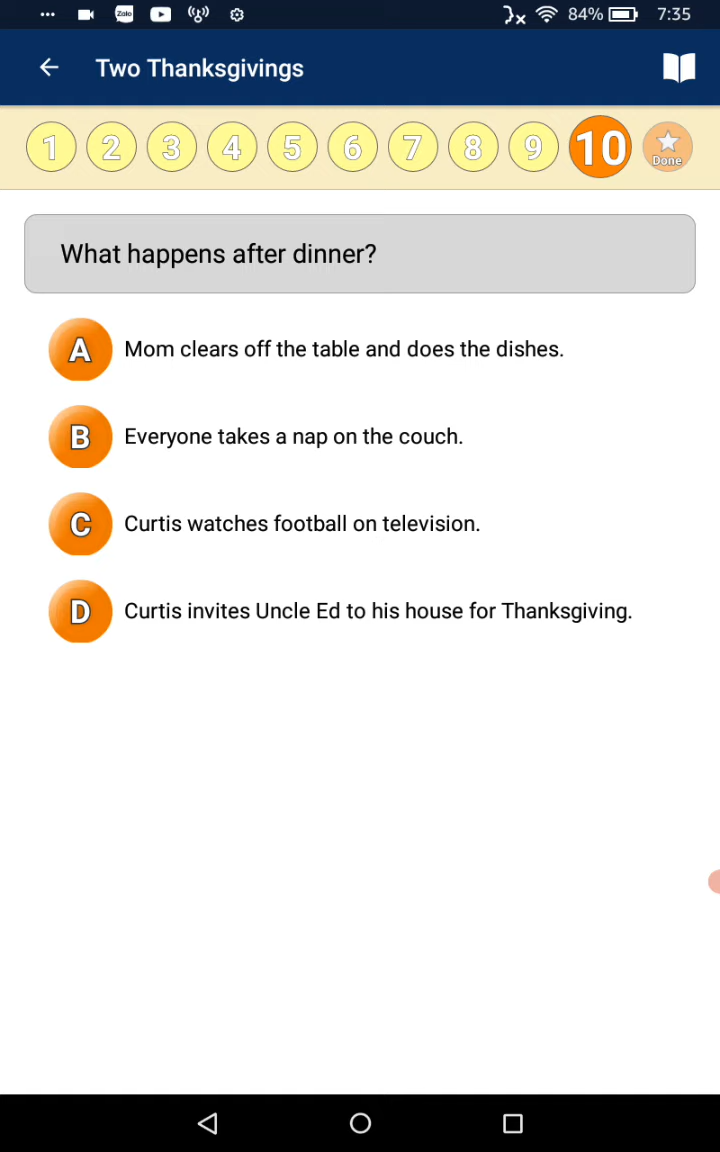 Zalo 84% 7:35
Two Thanksgivings
1 2 3 4 5 6 7 8 9 10 Done
What happens after dinner?
A Mom clears off the table and does the dishes.
B Everyone takes a nap on the couch.
C Curtis watches football on television.
D Curtis invites Uncle Ed to his house for Thanksgiving.